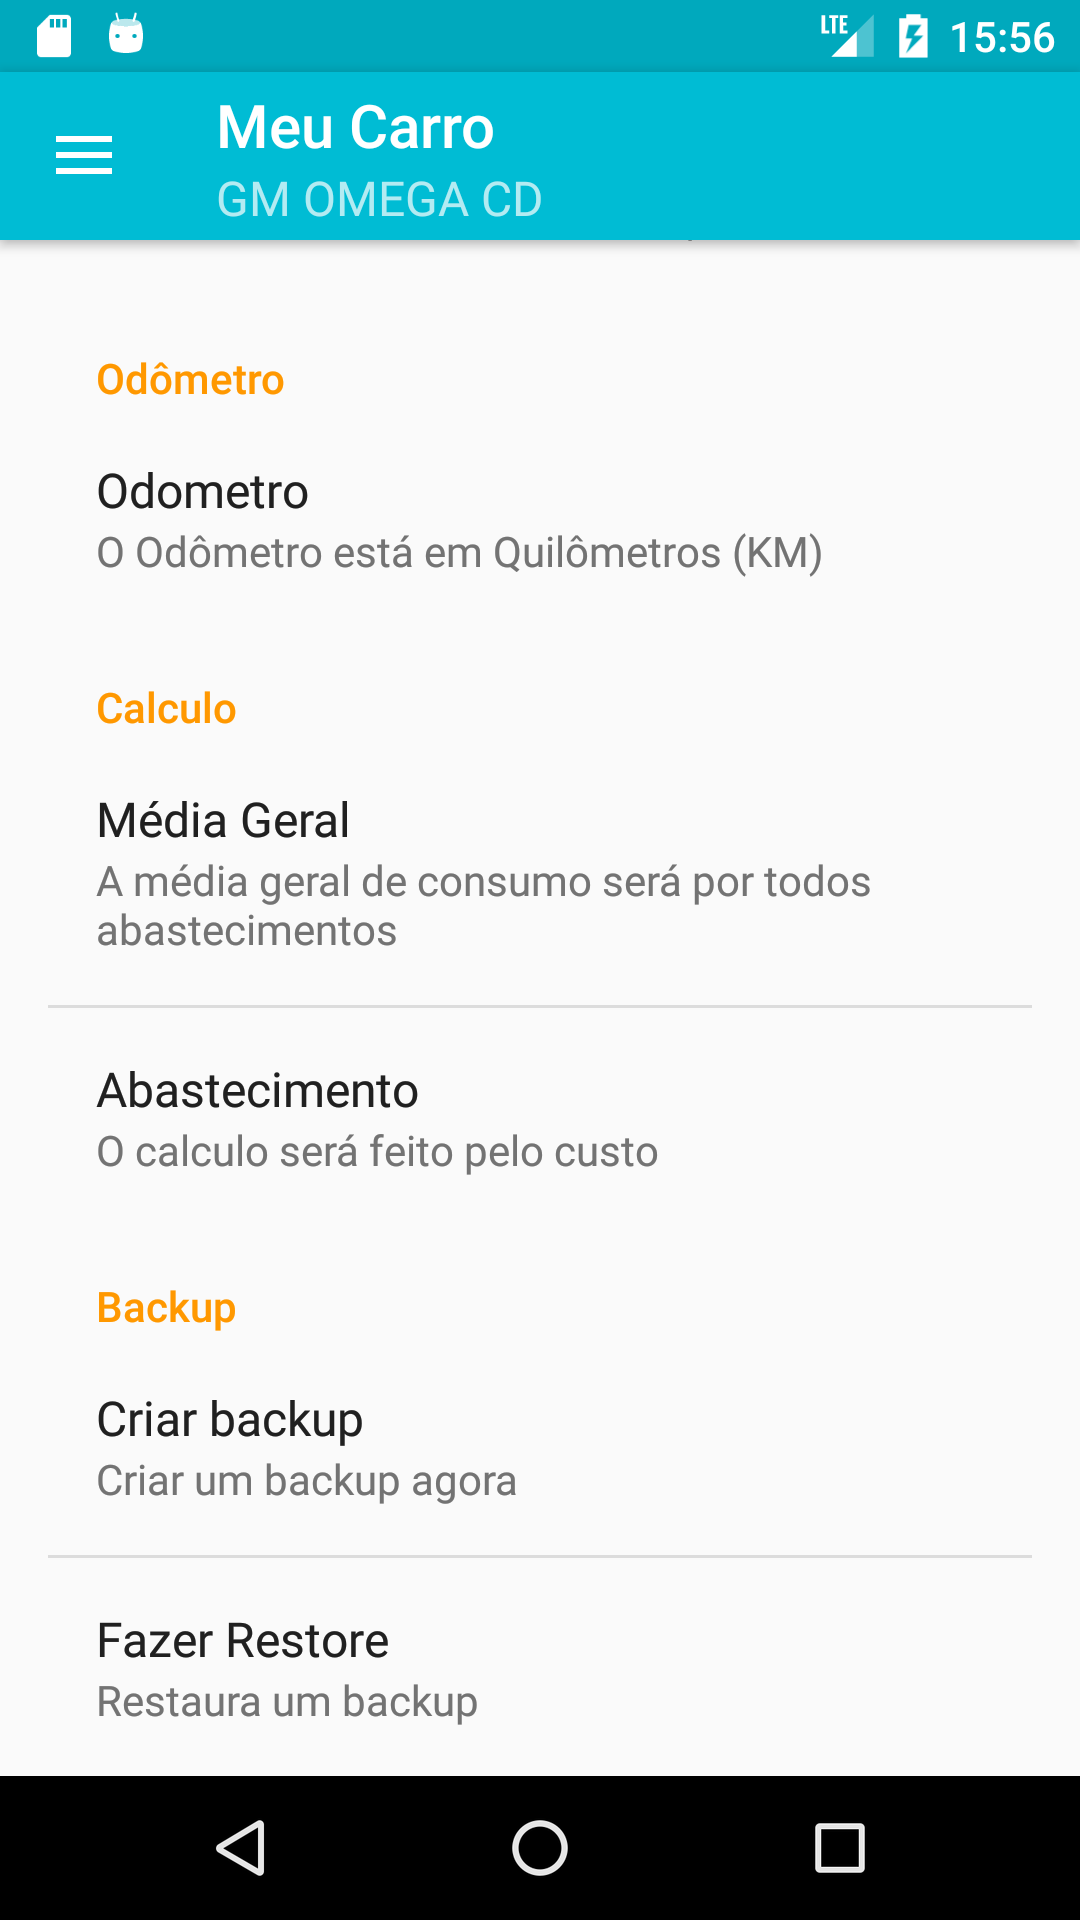 LTE 15:56
Meu Carro
GM OMEGA CD
Odômetro
Odometro
O Odômetro está em Quilômetros (KM)
Calculo
Média Geral
A média geral de consumo será por todos
abastecimentos
Abastecimento
O calculo será feito pelo custo
Backup
Criar backup
Criar um backup agora
Fazer Restore
Restaura um backup